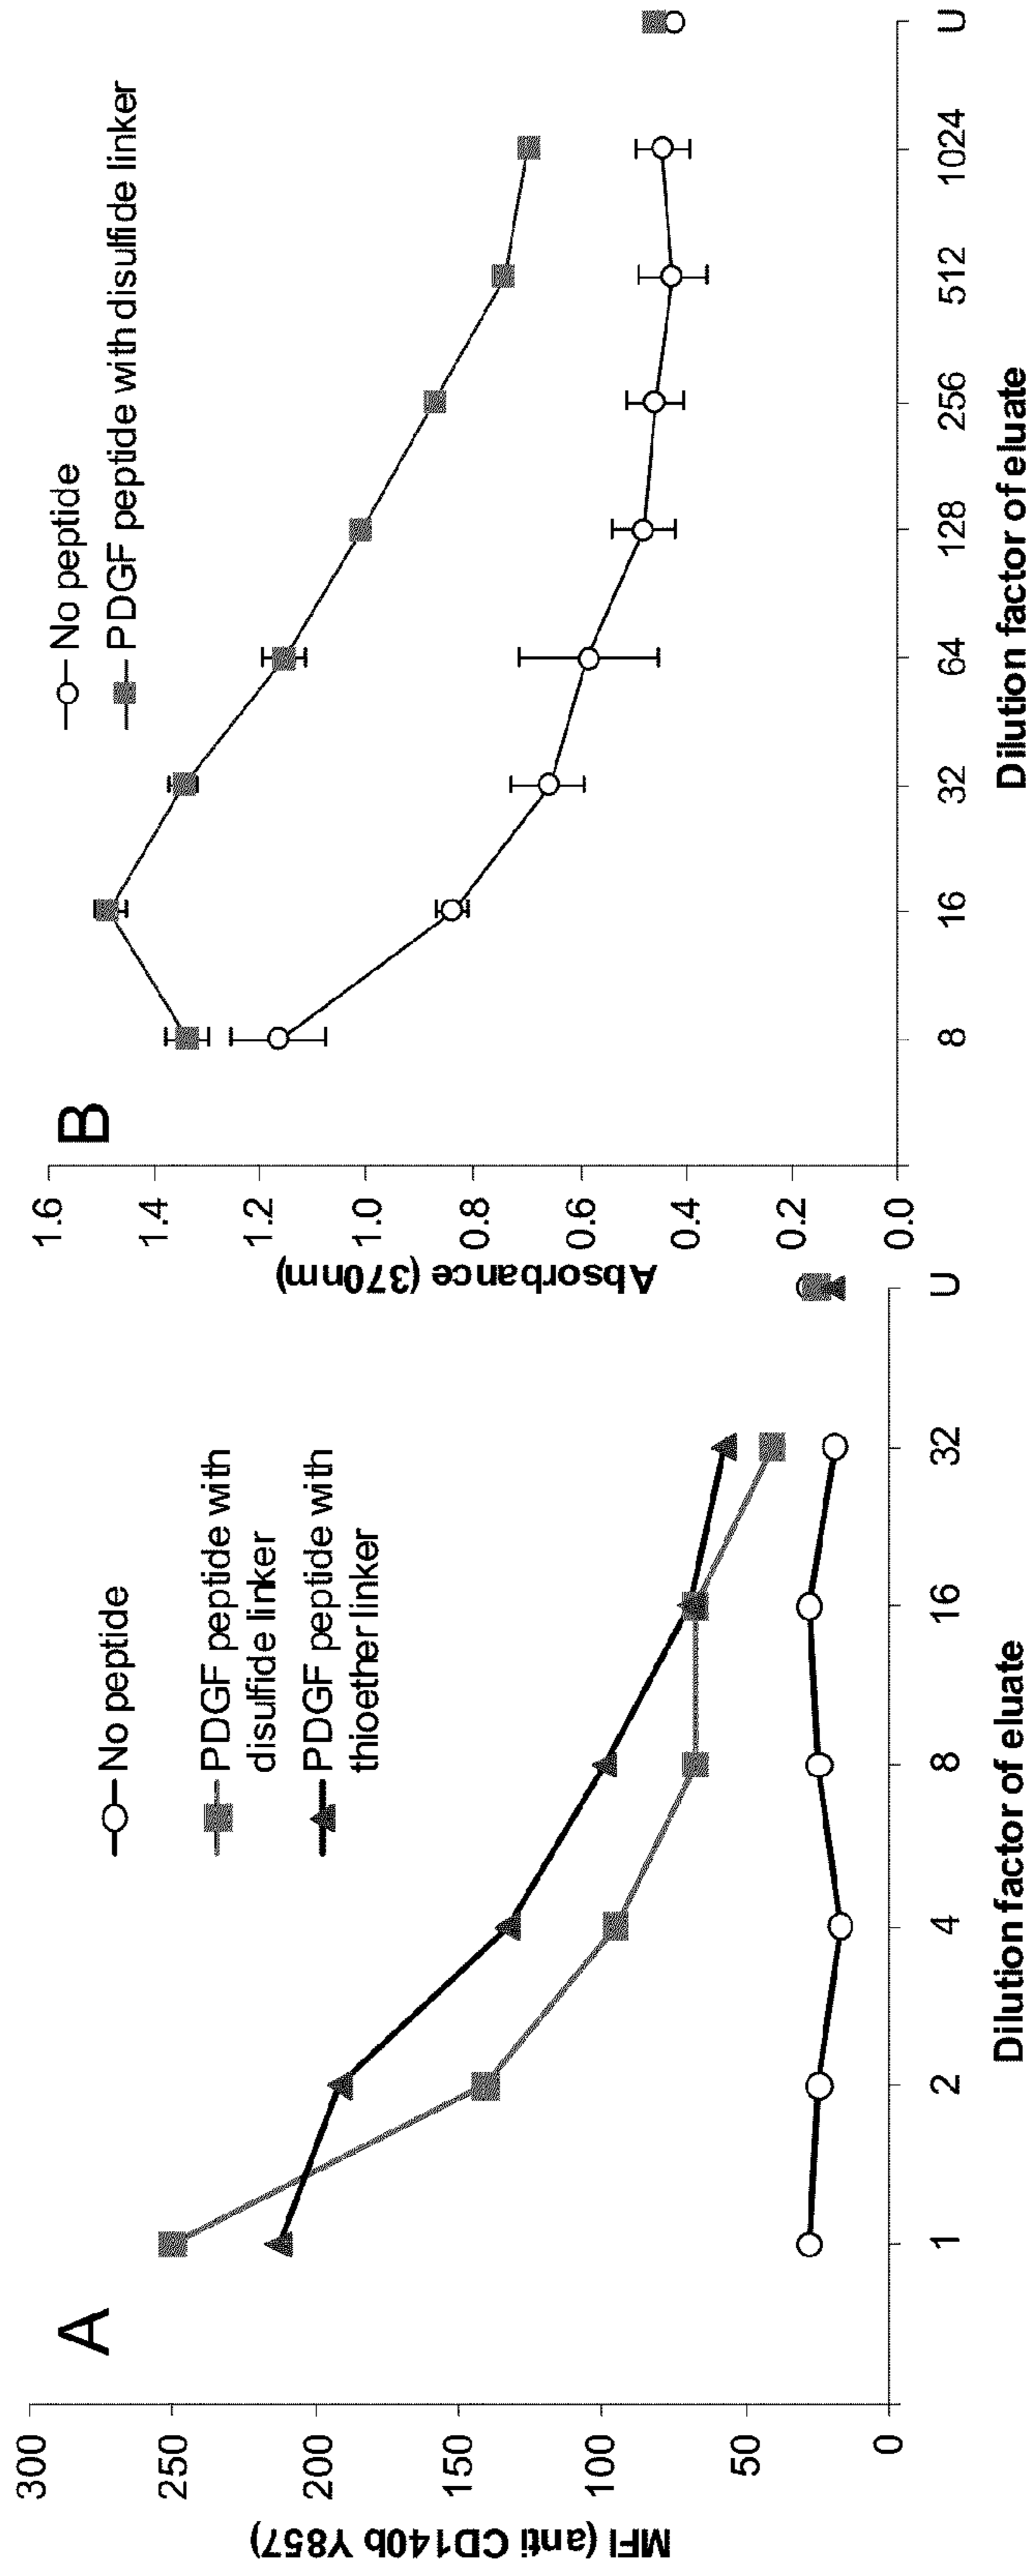 A
300
250
200
150
100
50
0
MFI (anti CD140b Y857)
No peptide
PDGF peptide with
disulfide linker
PDGF peptide with
thioether linker
1
2
4
8
16
32
U
Dilution factor of eluate
B
1.6
1.4
1.2
1.0
0.8
0.6
0.4
0.2
0.0
Absorbance (370nm)
No peptide
PDGF peptide with disulfide linker
8
16
32
64
128
256
512
1024
U
Dilution factor of eluate